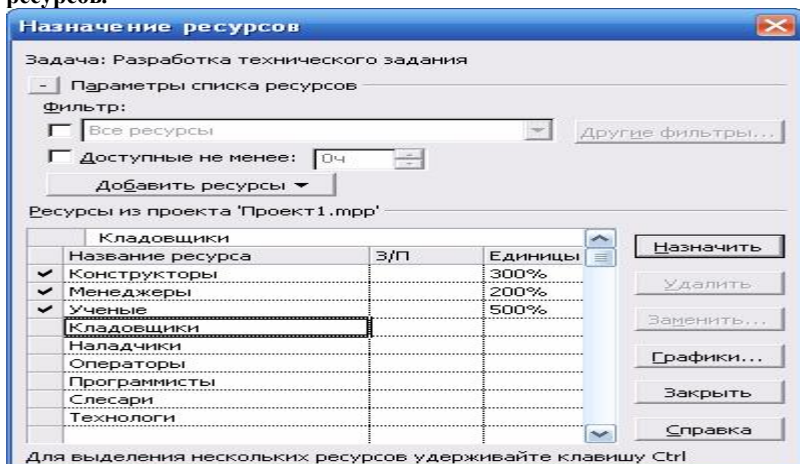 ресурсов.
Назначение ресурсов
Задача: Разработка технического задания
- Параметры списка ресурсов
Фильтр:
Все ресурсы Другие фильтры...
Доступные не менее: 0ч
Добавить ресурсы
Ресурсы из проекта 'Проект1.mpp'
Кладовщики
Название ресурса З/П Единицы
Конструкторы 300%
Менеджеры 200%
Ученые 500%
Кладовщики
Наладчики
Операторы
Программисты
Слесари
Технологи
Назначить
Удалить
Заменить...
Графики...
Закрыть
Справка
Для выделения нескольких ресурсов удерживайте клавишу Ctrl